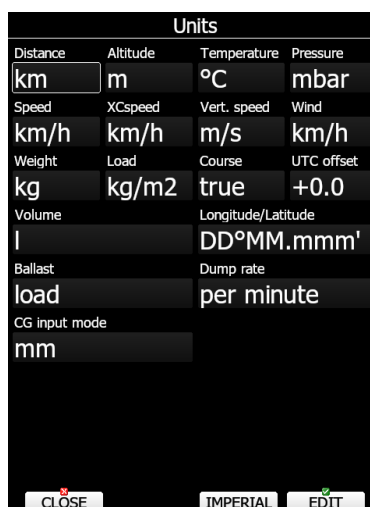 Units
Distance Altitude Temperature Pressure
km m °C mbar
Speed XCspeed Vert. speed Wind
km/h km/h m/s km/h
Weight Load Course UTC offset
kg kg/m2 true +0.0
Volume Longitude/Latitude
l DD°MM.mmm'
Ballast Dump rate
load per minute
CG input mode
mm
CLOSE IMPERIAL EDIT